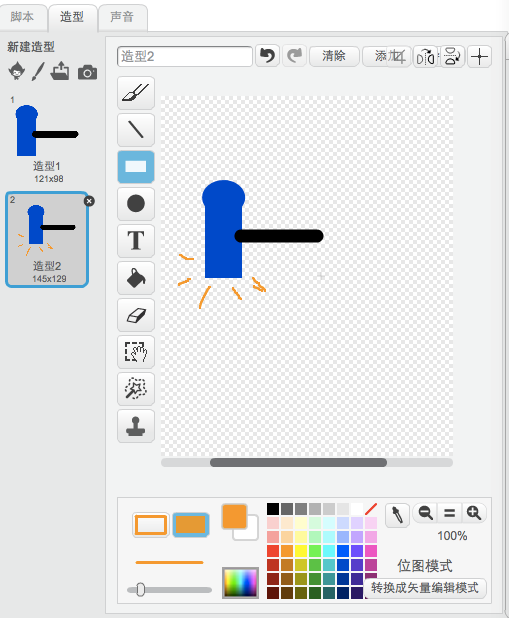 脚本 造型 声音
新建造型
造型2 清除 添加
1
造型1
121x98
2
造型2
145x129
T
100%
位图模式
转换成矢量编辑模式